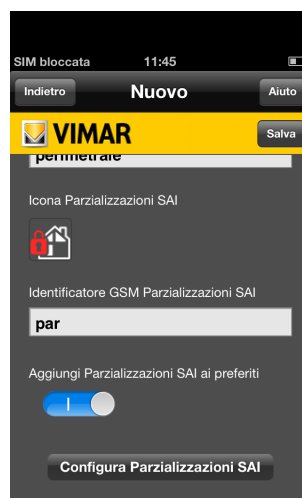 SIM bloccata 11:45
Indietro Nuovo Aiuto
VIMAR Salva
perimetrale
Icona Parzializzazioni SAI
Identificatore GSM Parzializzazioni SAI
par
Aggiungi Parzializzazioni SAI ai preferiti
Configura Parzializzazioni SAI